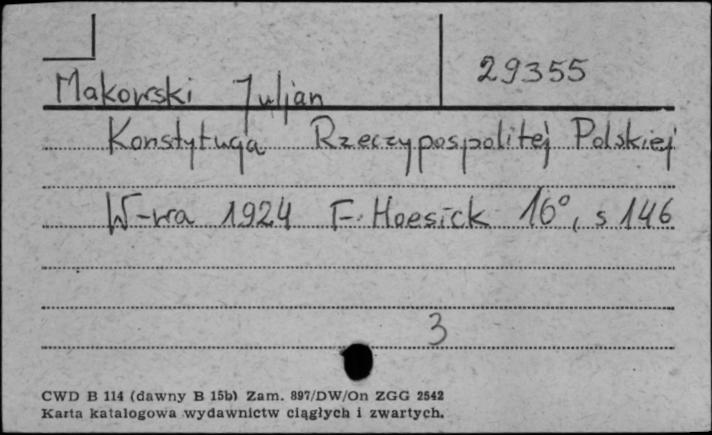 29355
Makowski Juljan
Konstytucja Rzeczypospolitej Polskiej
W-wa 1924 F. Hoesick 16°, s 146
3
CWD B 114 (dawny B 15b) Zam. 897/DW/On ZGG 2542
Karta katalogowa wydawnictw ciągłych i zwartych.